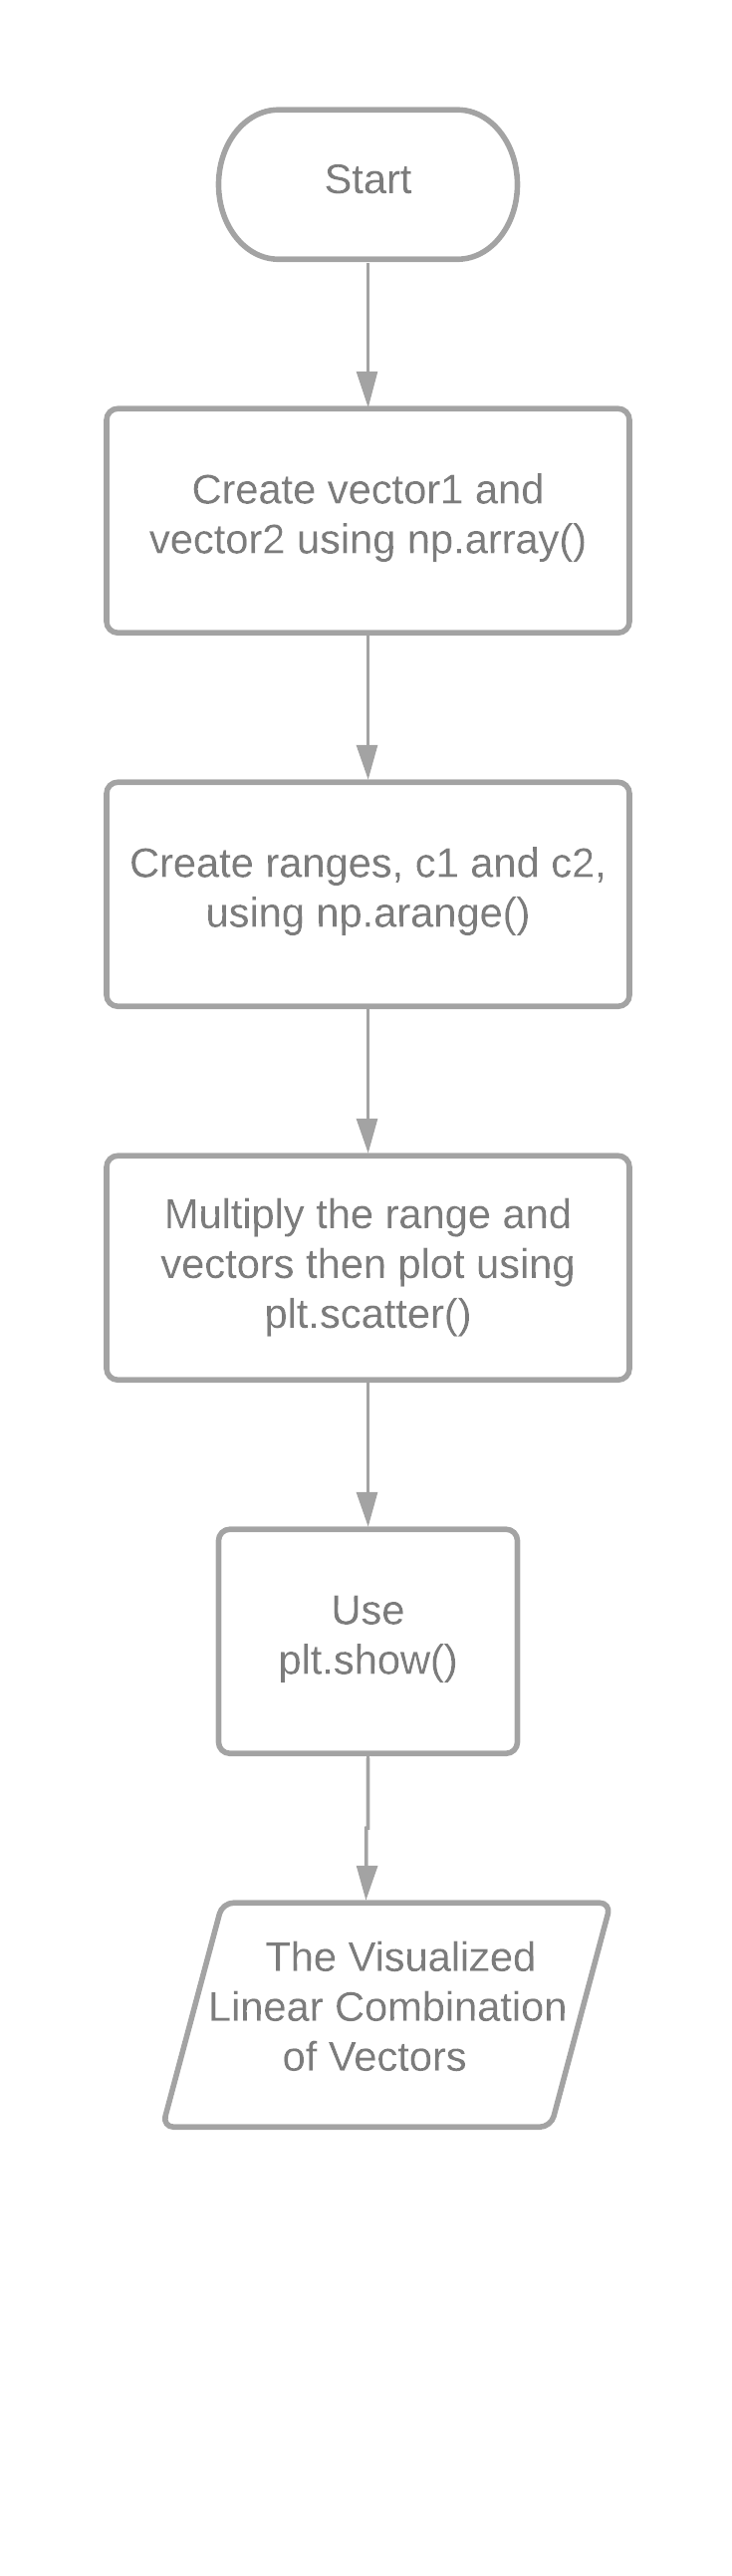 Start
Create vector1 and
vector2 using np.array()
Create ranges, c1 and c2,
using np.arange()
Multiply the range and
vectors then plot using
plt.scatter()
Use
plt.show()
The Visualized
Linear Combination
of Vectors